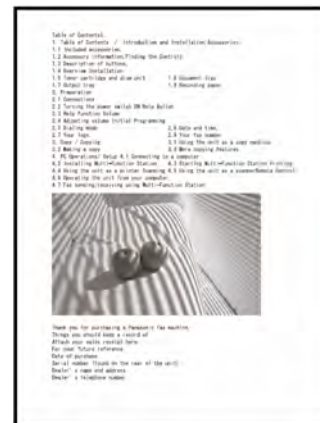 Table of Contents1.
1. Table of Contents / Introduction and Installation Accessories.
1.1 Included accessories.
1.2 Accessory information.Finding the Controls
1.3 Description of buttons.
1.4 Overview Installation
1.5 Toner cartridge and drum unit 1.6 Document tray
1.7 Output tray 1.8 Recording paper
2. Preparation
2.1 Connections
2.2 Turning the power switch ON Help Button
2.3 Help Function Volume
2.4 Adjusting volume Initial Programming
2.5 Dialing mode 2.6 Date and time.
2.7 Your logo 2.8 Your fax number
3. Copy / Copying 3.1 Using the unit as a copy machine
3.2 Making a copy 3.3 More copying features
4. PC Operations/ Setup 4.1 Connecting to a computer
4.2 Installing Multi-Function Station 4.3 Starting Multi-Function Station Printing
4.4 Using the unit as a printer Scanning 4.5 Using the unit as a scannerRemote Control
4.6 Operating the unit from your computer.
4.7 Fax sending/receiving using Multi-Function Station
Thank you for purchasing a Panasonic fax machine.
Things you should keep a record of
Attach your sales receipt here
For your future reference
Date of purchase
Serial number (found on the rear of the unit)
Dealer's name and address
Dealer's telephone number